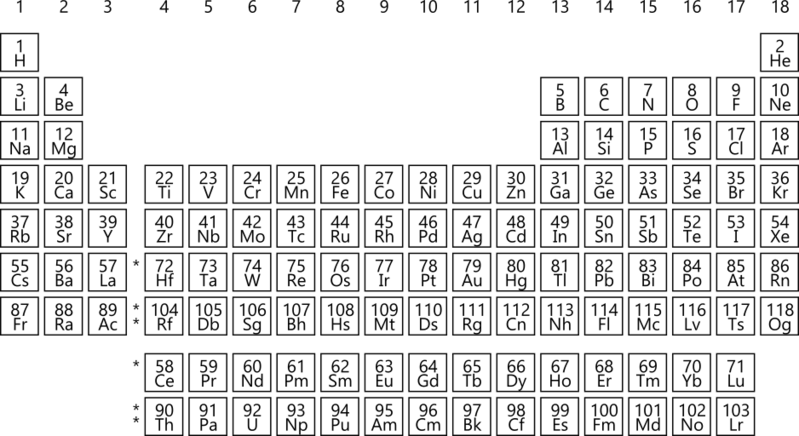 1 2 3 4 5 6 7 8 9 10 11 12 13 14 15 16 17 18
1 2
H He
3 4 5 6 7 8 9 10
Li Be B C N O F Ne
11 12 13 14 15 16 17 18
Na Mg Al Si P S Cl Ar
19 20 21 22 23 24 25 26 27 28 29 30 31 32 33 34 35 36
K Ca Sc Ti V Cr Mn Fe Co Ni Cu Zn Ga Ge As Se Br Kr
37 38 39 40 41 42 43 44 45 46 47 48 49 50 51 52 53 54
Rb Sr Y Zr Nb Mo Tc Ru Rh Pd Ag Cd In Sn Sb Te I Xe
55 56 57 * 72 73 74 75 76 77 78 79 80 81 82 83 84 85 86
Cs Ba La Hf Ta W Re Os Ir Pt Au Hg Tl Pb Bi Po At Rn
87 88 89 * 104 105 106 107 108 109 110 111 112 113 114 115 116 117 118
Fr Ra Ac * Rf Db Sg Bh Hs Mt Ds Rg Cn Nh Fl Mc Lv Ts Og
* 58 59 60 61 62 63 64 65 66 67 68 69 70 71
Ce Pr Nd Pm Sm Eu Gd Tb Dy Ho Er Tm Yb Lu
* 90 91 92 93 94 95 96 97 98 99 100 101 102 103
* Th Pa U Np Pu Am Cm Bk Cf Es Fm Md No Lr